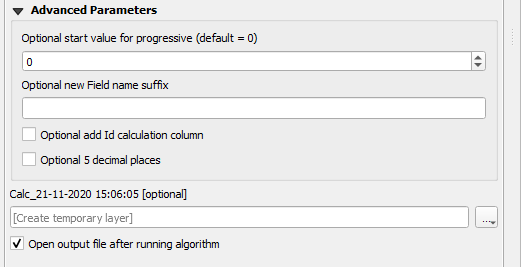 Advanced Parameters
Optional start value for progressive (default = 0)
0
Optional new Field name suffix
Optional add Id calculation column
Optional 5 decimal places
Calc_21-11-2020 15:06:05 [optional]
[Create temporary layer]
...
Open output file after running algorithm